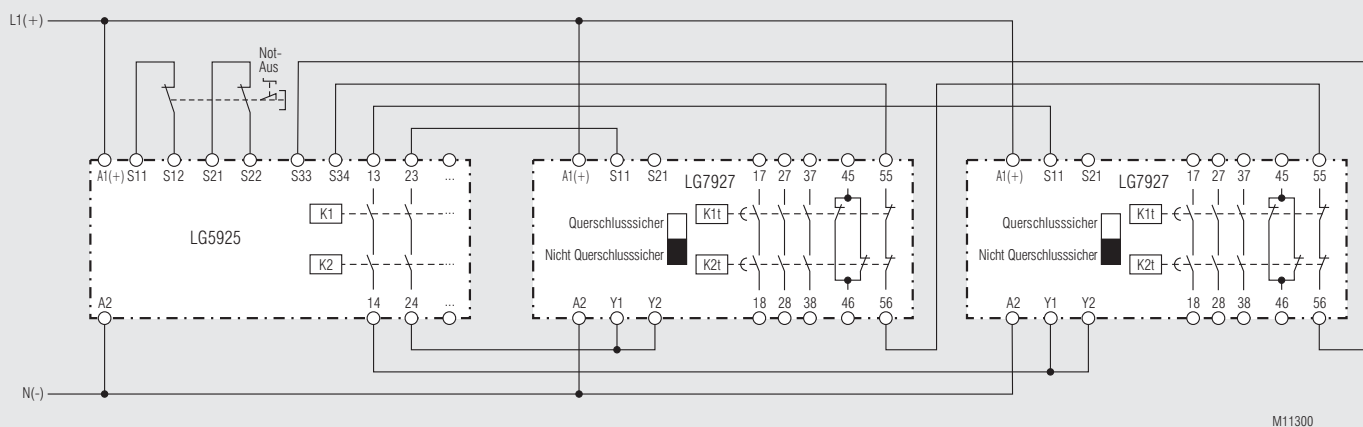 L1(+)
Not-
Aus
A1(+) S11 S12 S21 S22 S33 S34 13 23 ...
K1 ...
LG5925
K2 ...
A2 14 24 ...
A1(+) S11 S21 17 27 37 45 55
LG7927
Querschlusssicher
K1t
Nicht Querschlusssicher
K2t
A2 Y1 Y2 18 28 38 46 56
A1(+) S11 S21 17 27 37 45 55
LG7927
Querschlusssicher
K1t
Nicht Querschlusssicher
K2t
A2 Y1 Y2 18 28 38 46 56
N(-)
M11300